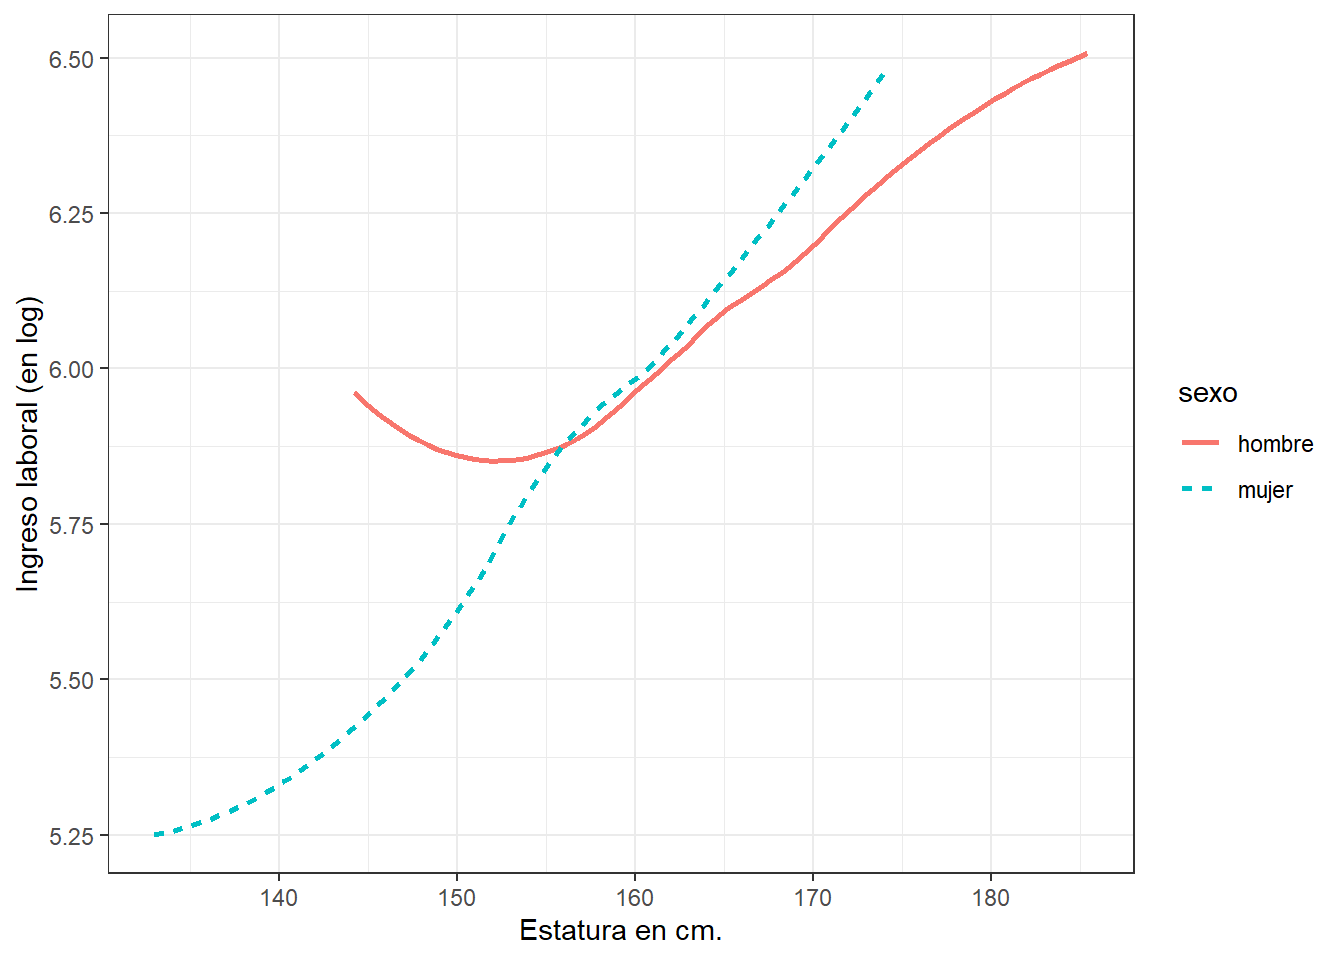 Ingreso laboral (en log)
6.50
6.25
6.00
5.75
5.50
5.25
140 150 160 170 180
Estatura en cm.
sexo
hombre
mujer